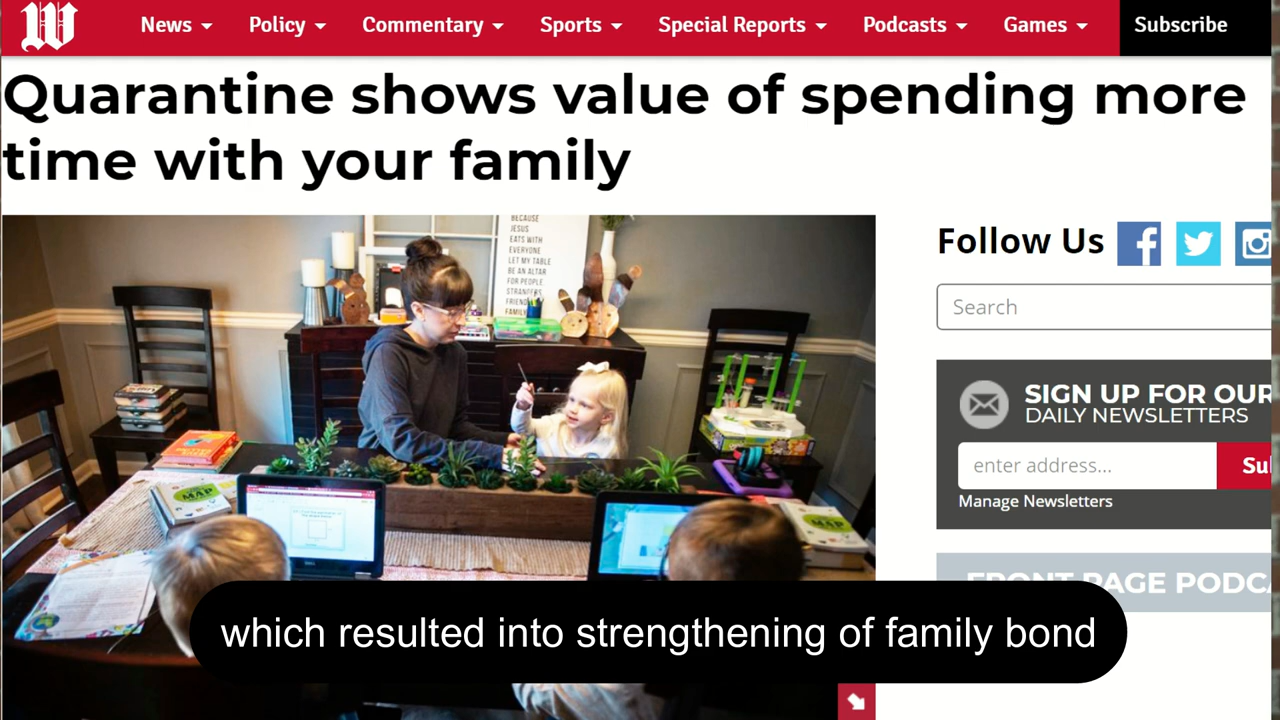 W
News
Policy
Commentary
Sports
Special Reports
Podcasts
Games
Subscribe
Quarantine shows value of spending more
time with your family
BECAUSE
JESUS
EATS WITH
EVERYONE
LET MY TABLE
BE AN ALTAR
FOR PEOPLE
STRANGERS
FRIENDS
FAMILY
MAP
MAP
Follow Us
Search
SIGN UP FOR OUR
DAILY NEWSLETTERS
enter address...
Manage Newsletters
which resulted into strengthening of family bond